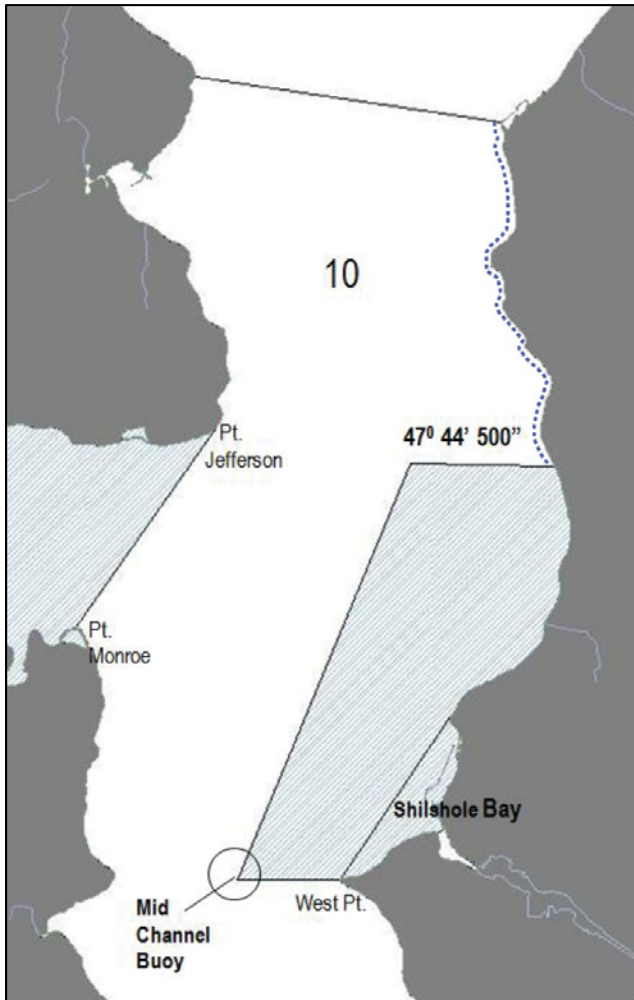 10
47⁰ 44’ 500”
Pt.
Jefferson
Pt.
Monroe
Shilshole Bay
West Pt.
Mid
Channel
Buoy